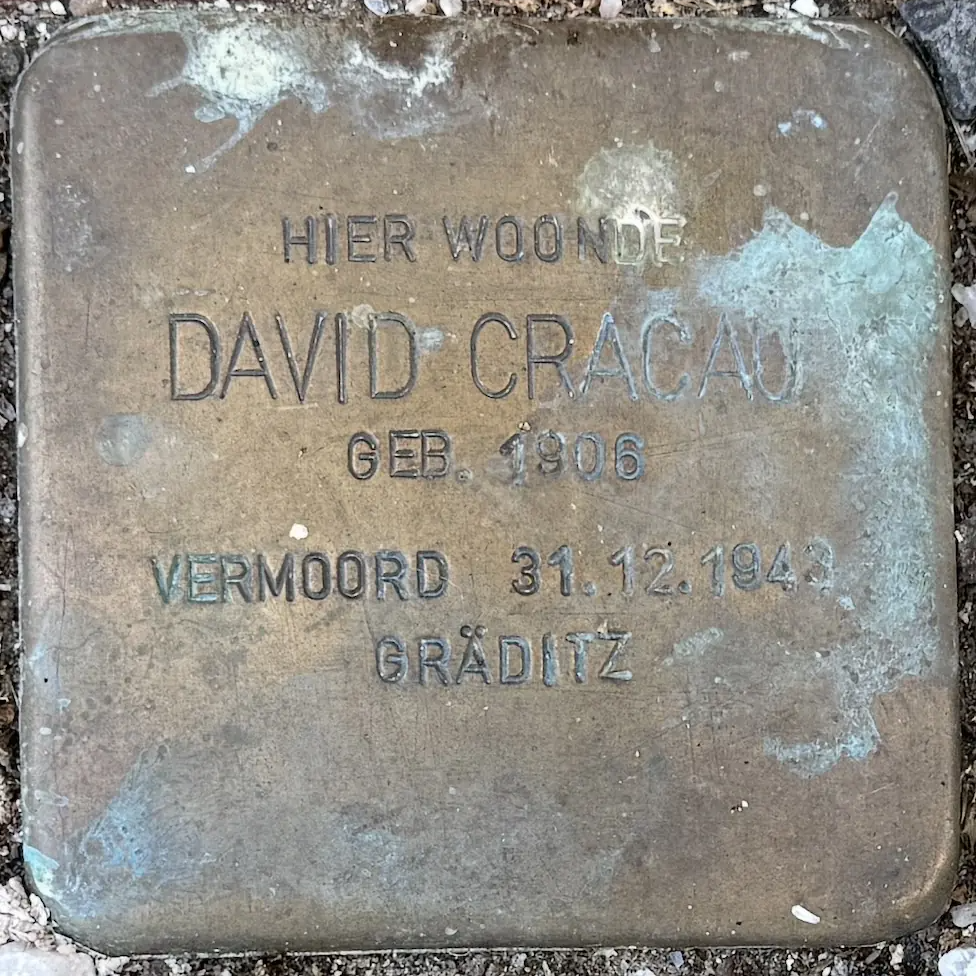 HIER WOONDE
DAVID CRACAU
GEB. 1906
VERMOORD 31.12.1943
GRÄDITZ